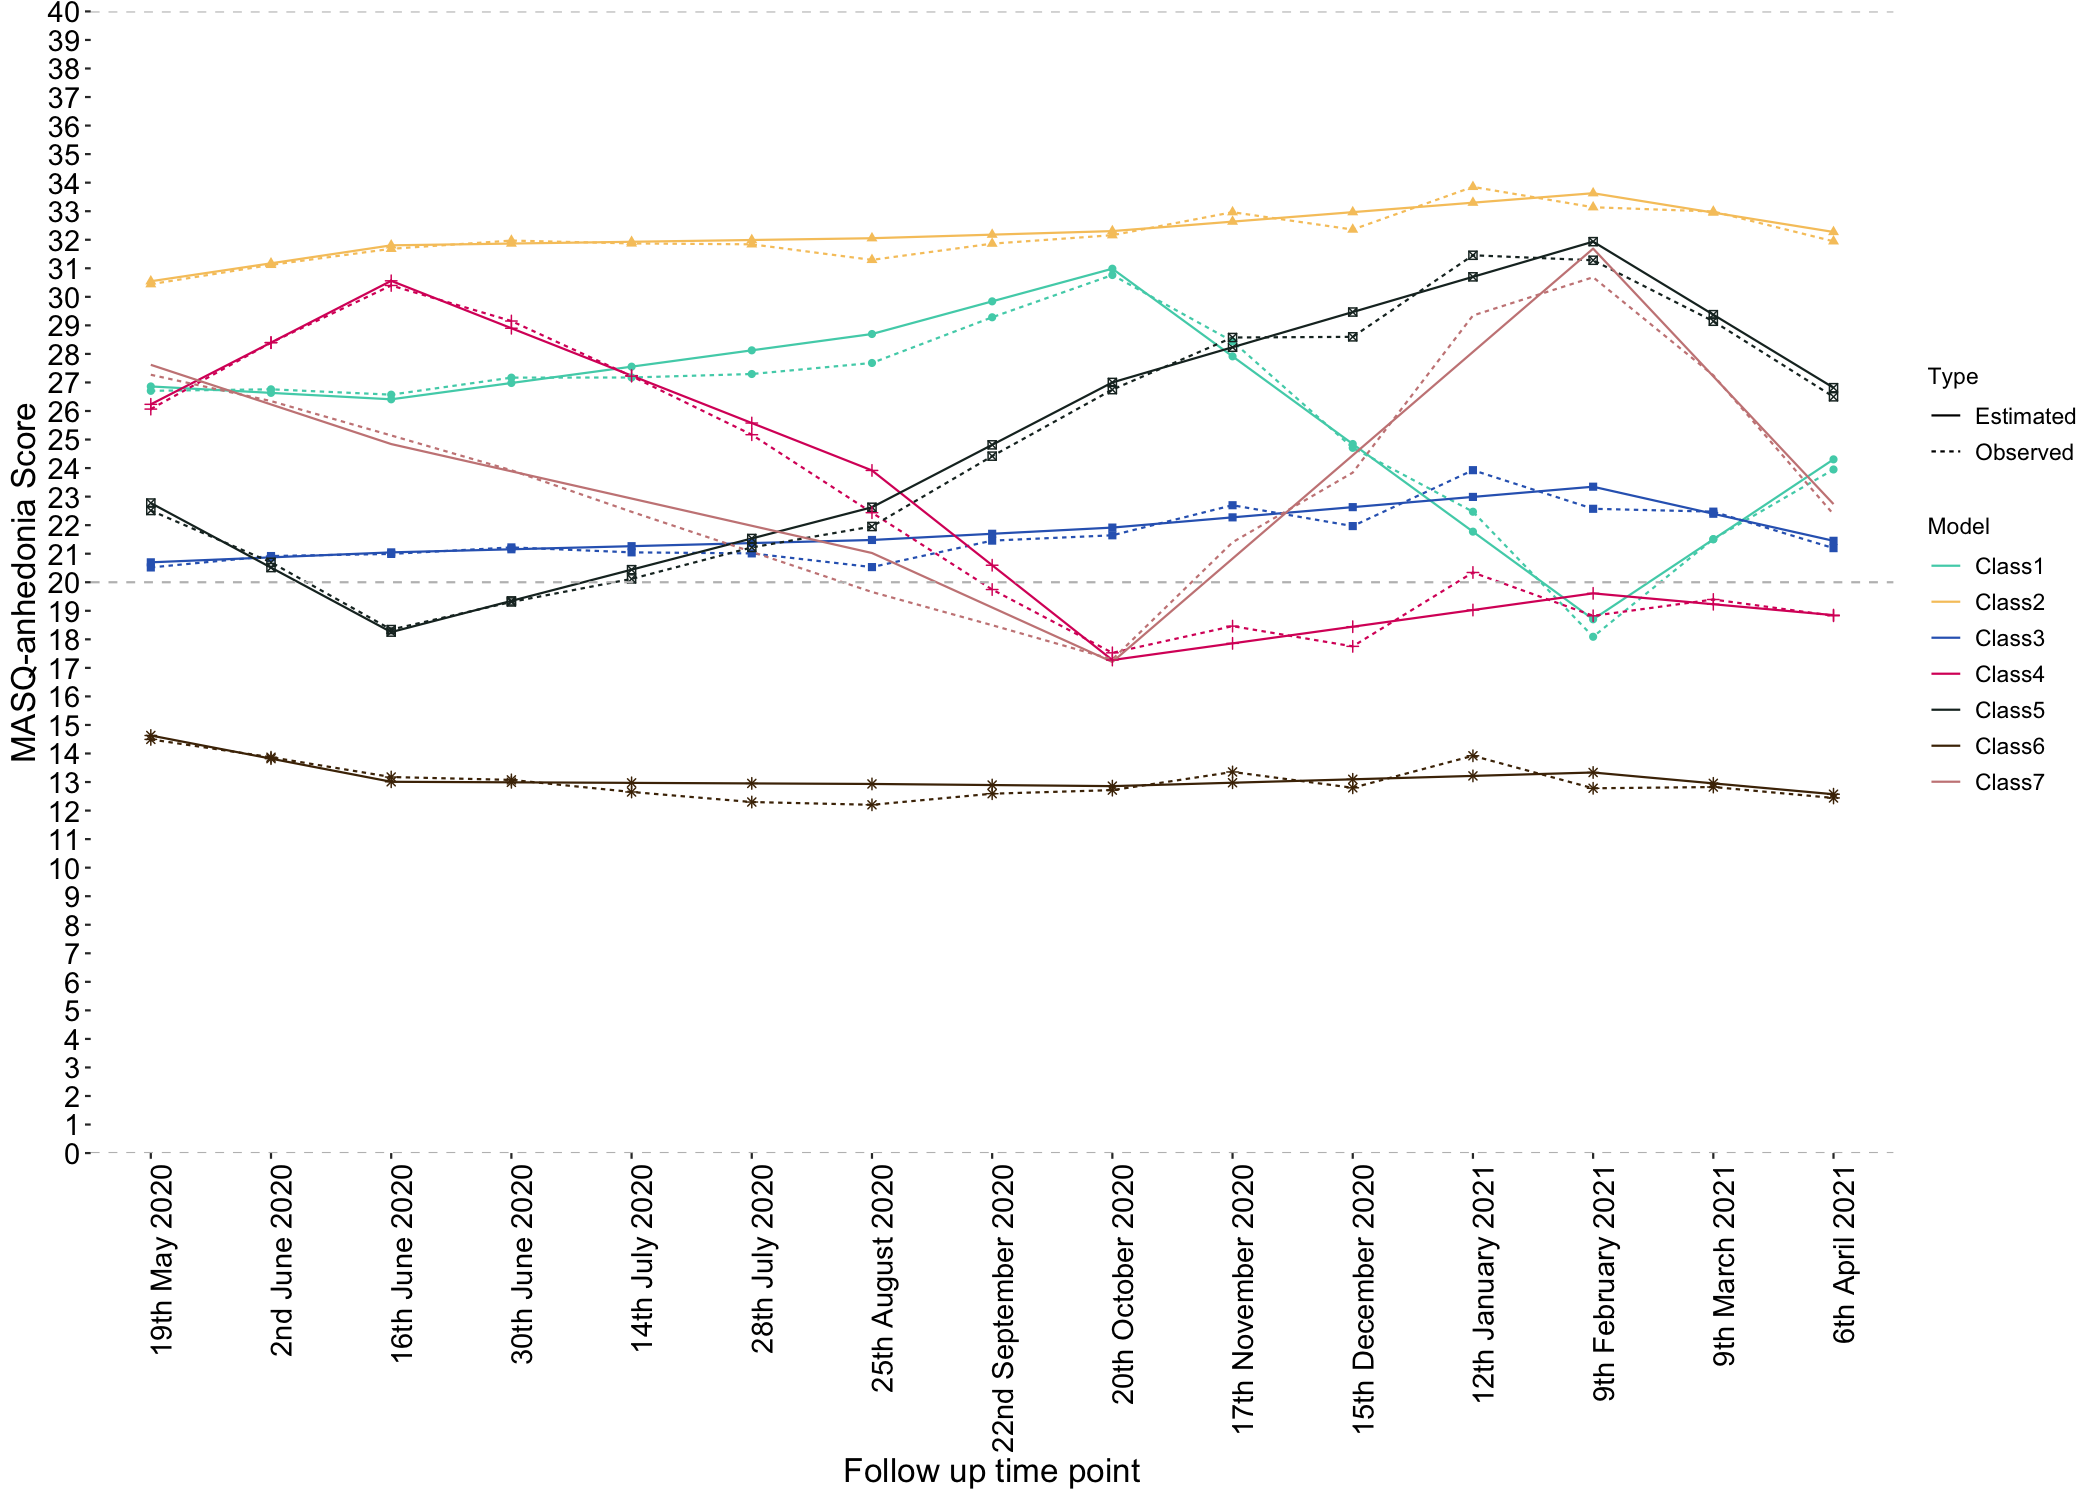 MASQ-anhedonia Score
40
39
38
37
36
35
34
33
32
31
30
29
28
27
26
25
24
23
22
21
20
19
18
17
16
15
14
13
12
11
10
9
8
7
6
5
4
3
2
1
0
19th May 2020
2nd June 2020
16th June 2020
30th June 2020
14th July 2020
28th July 2020
25th August 2020
22nd September 2020
20th October 2020
17th November 2020
15th December 2020
12th January 2021
9th February 2021
9th March 2021
6th April 2021
Follow up time point
Type
Estimated
Observed
Model
Class1
Class2
Class3
Class4
Class5
Class6
Class7